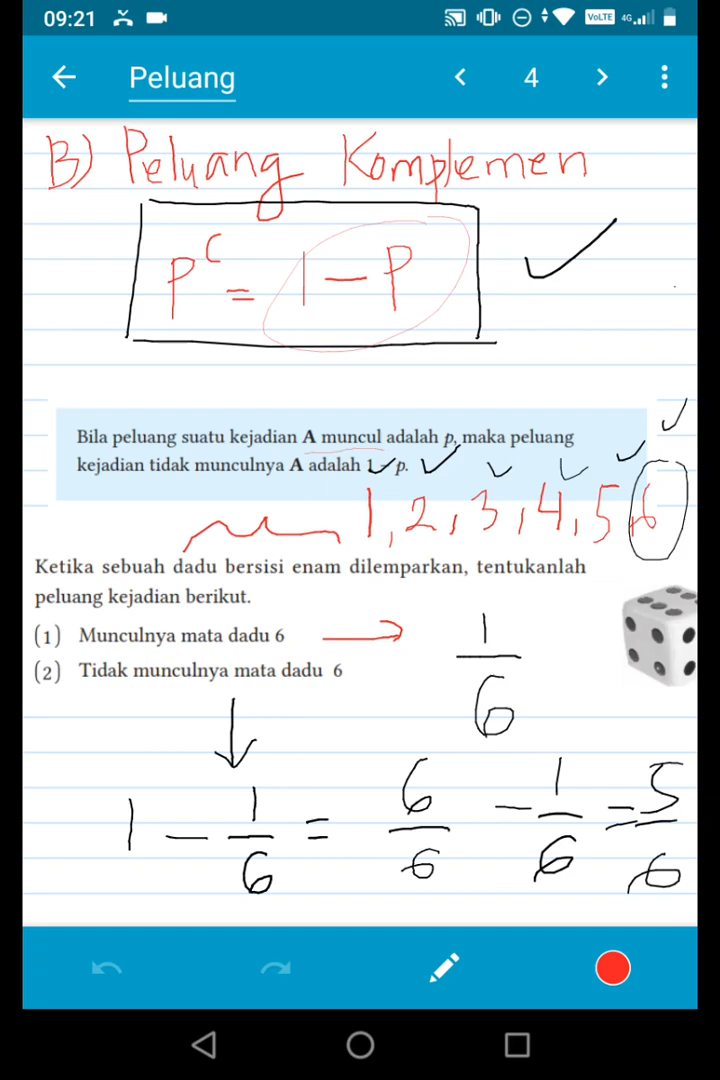 09:21 VoLTE 4G
Peluang 4
B) Peluang Komplemen
P^C = 1 - P
Bila peluang suatu kejadian A muncul adalah p, maka peluang
kejadian tidak munculnya A adalah 1 - p.
1, 2, 3, 4, 5, 6
Ketika sebuah dadu bersisi enam dilemparkan, tentukanlah
peluang kejadian berikut.
(1) Munculnya mata dadu 6 → 1/6
(2) Tidak munculnya mata dadu 6
1 - 1/6 = 6/6 - 1/6 = 5/6